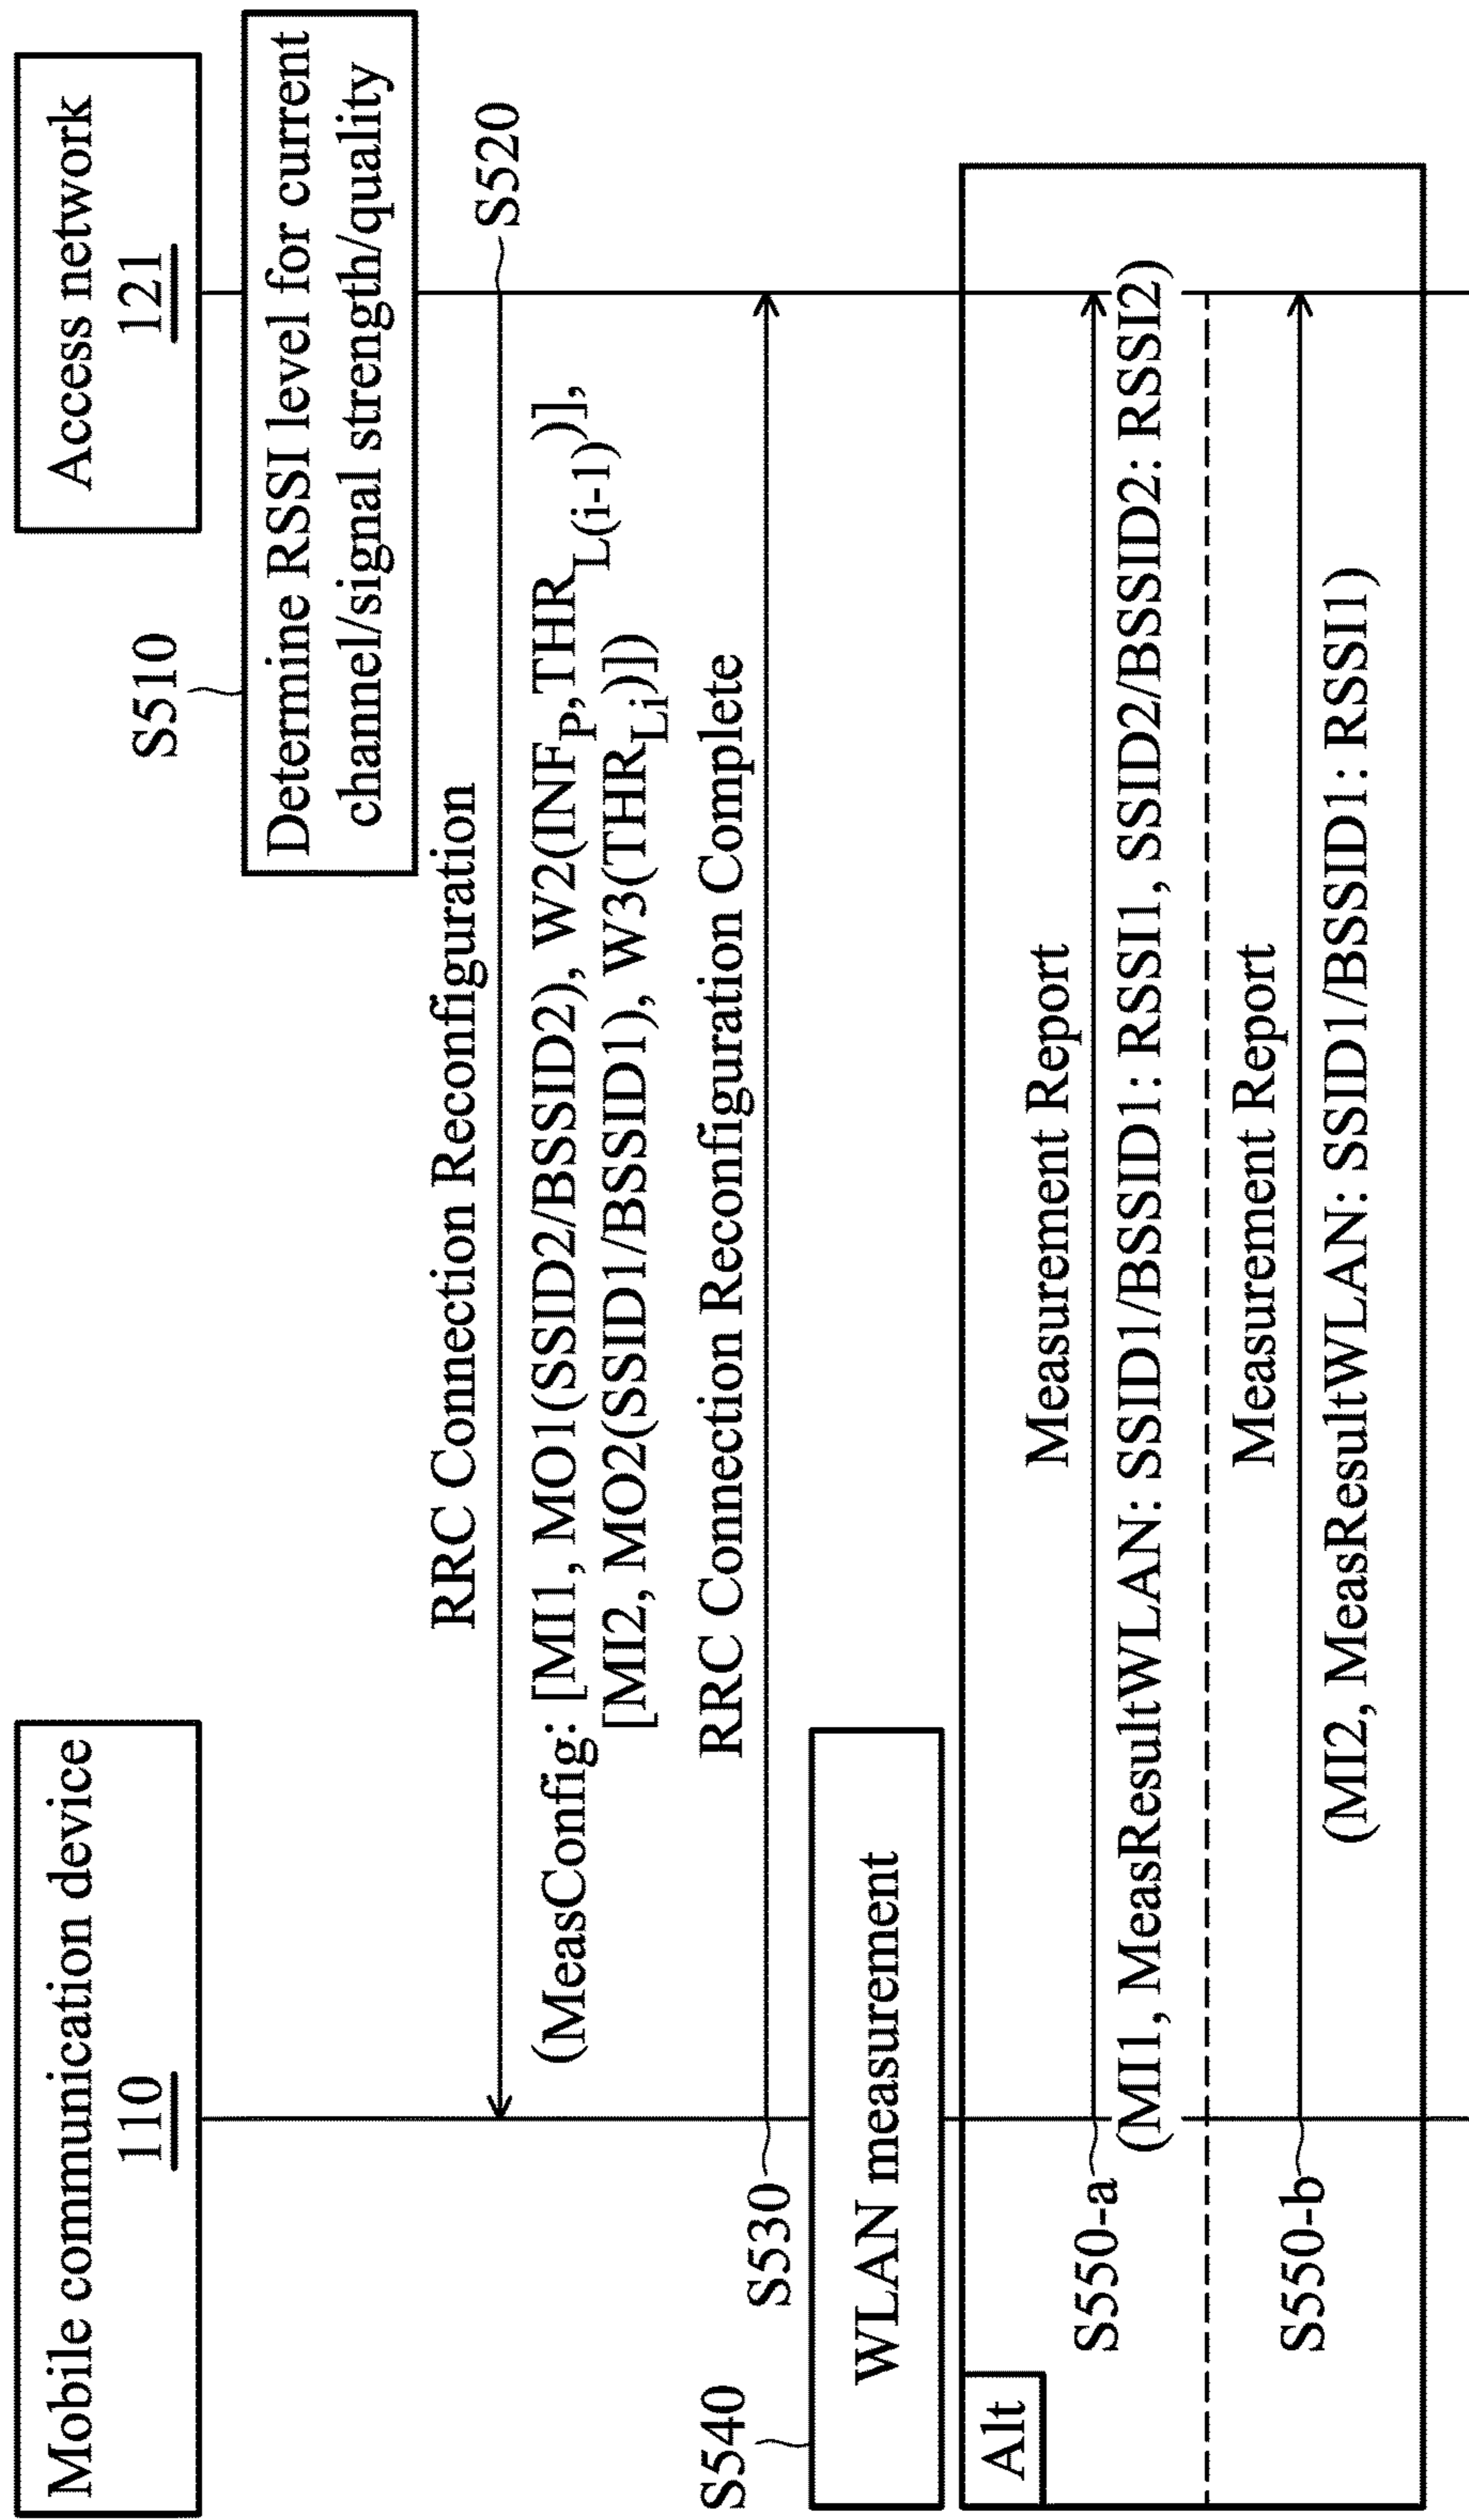 Mobile communication device
110
Access network
121
S510
Determine RSSI level for current
channel/signal strength/quality
RRC Connection Reconfiguration
S520
(MeasConfig: [MI1, MO1(SSID2/BSSID2), W2(INF_P,THR_L(i-1))],
[MI2, MO2(SSID1/BSSID1), W3(THR_Li)])
RRC Connection Reconfiguration Complete
S530
S540
WLAN measurement
Alt
Measurement Report
S550-a
(MI1, MeasResultWLAN: SSID1/BSSID1: RSSI1, SSID2/BSSID2: RSSI2)
Measurement Report
S550-b
(MI2, MeasResultWLAN: SSID1/BSSID1: RSSI1)